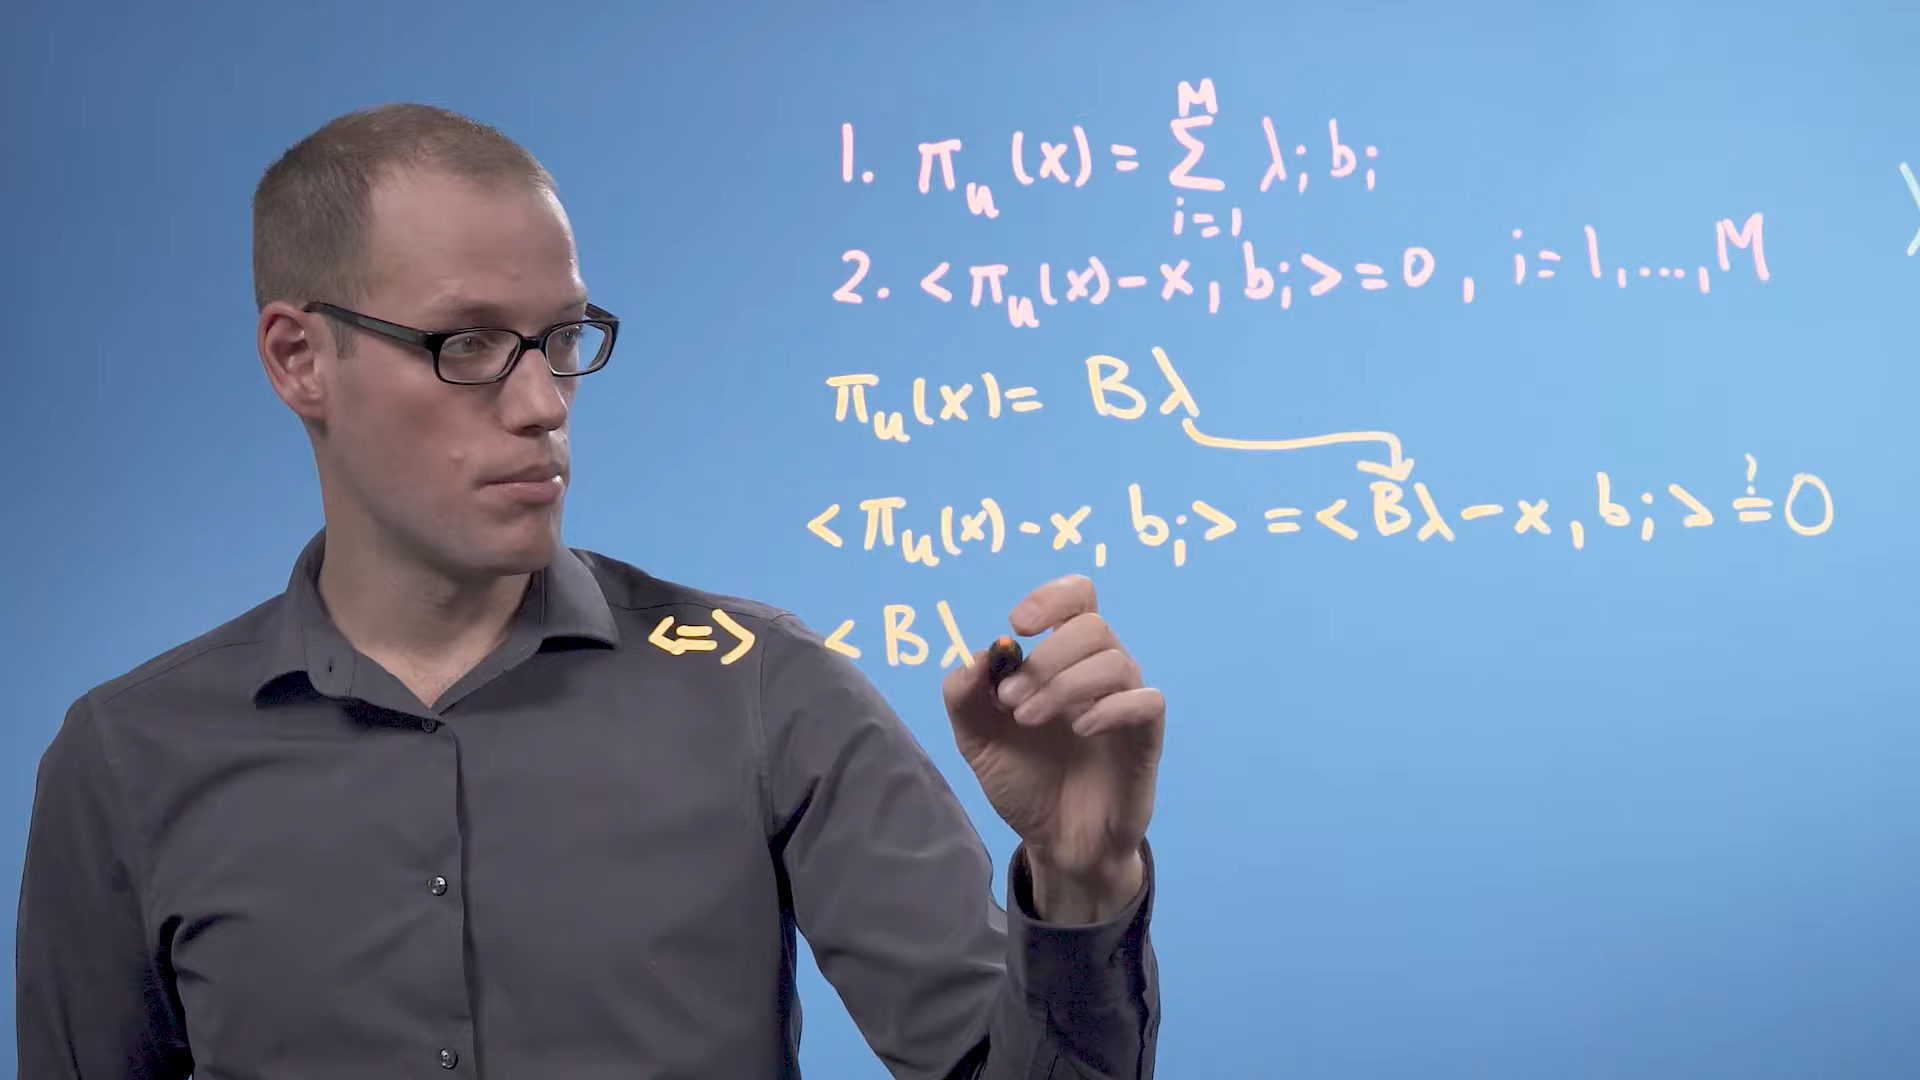 1. π_u (x) = Σ_{i=1}^{M} λ_i b_i
2. <π_u(x) - x, b_i> = 0, i = 1, ..., M
π_u(x) = Bλ
<π_u(x) - x, b_i> = <Bλ - x, b_i> =^! 0
<=> <Bλ